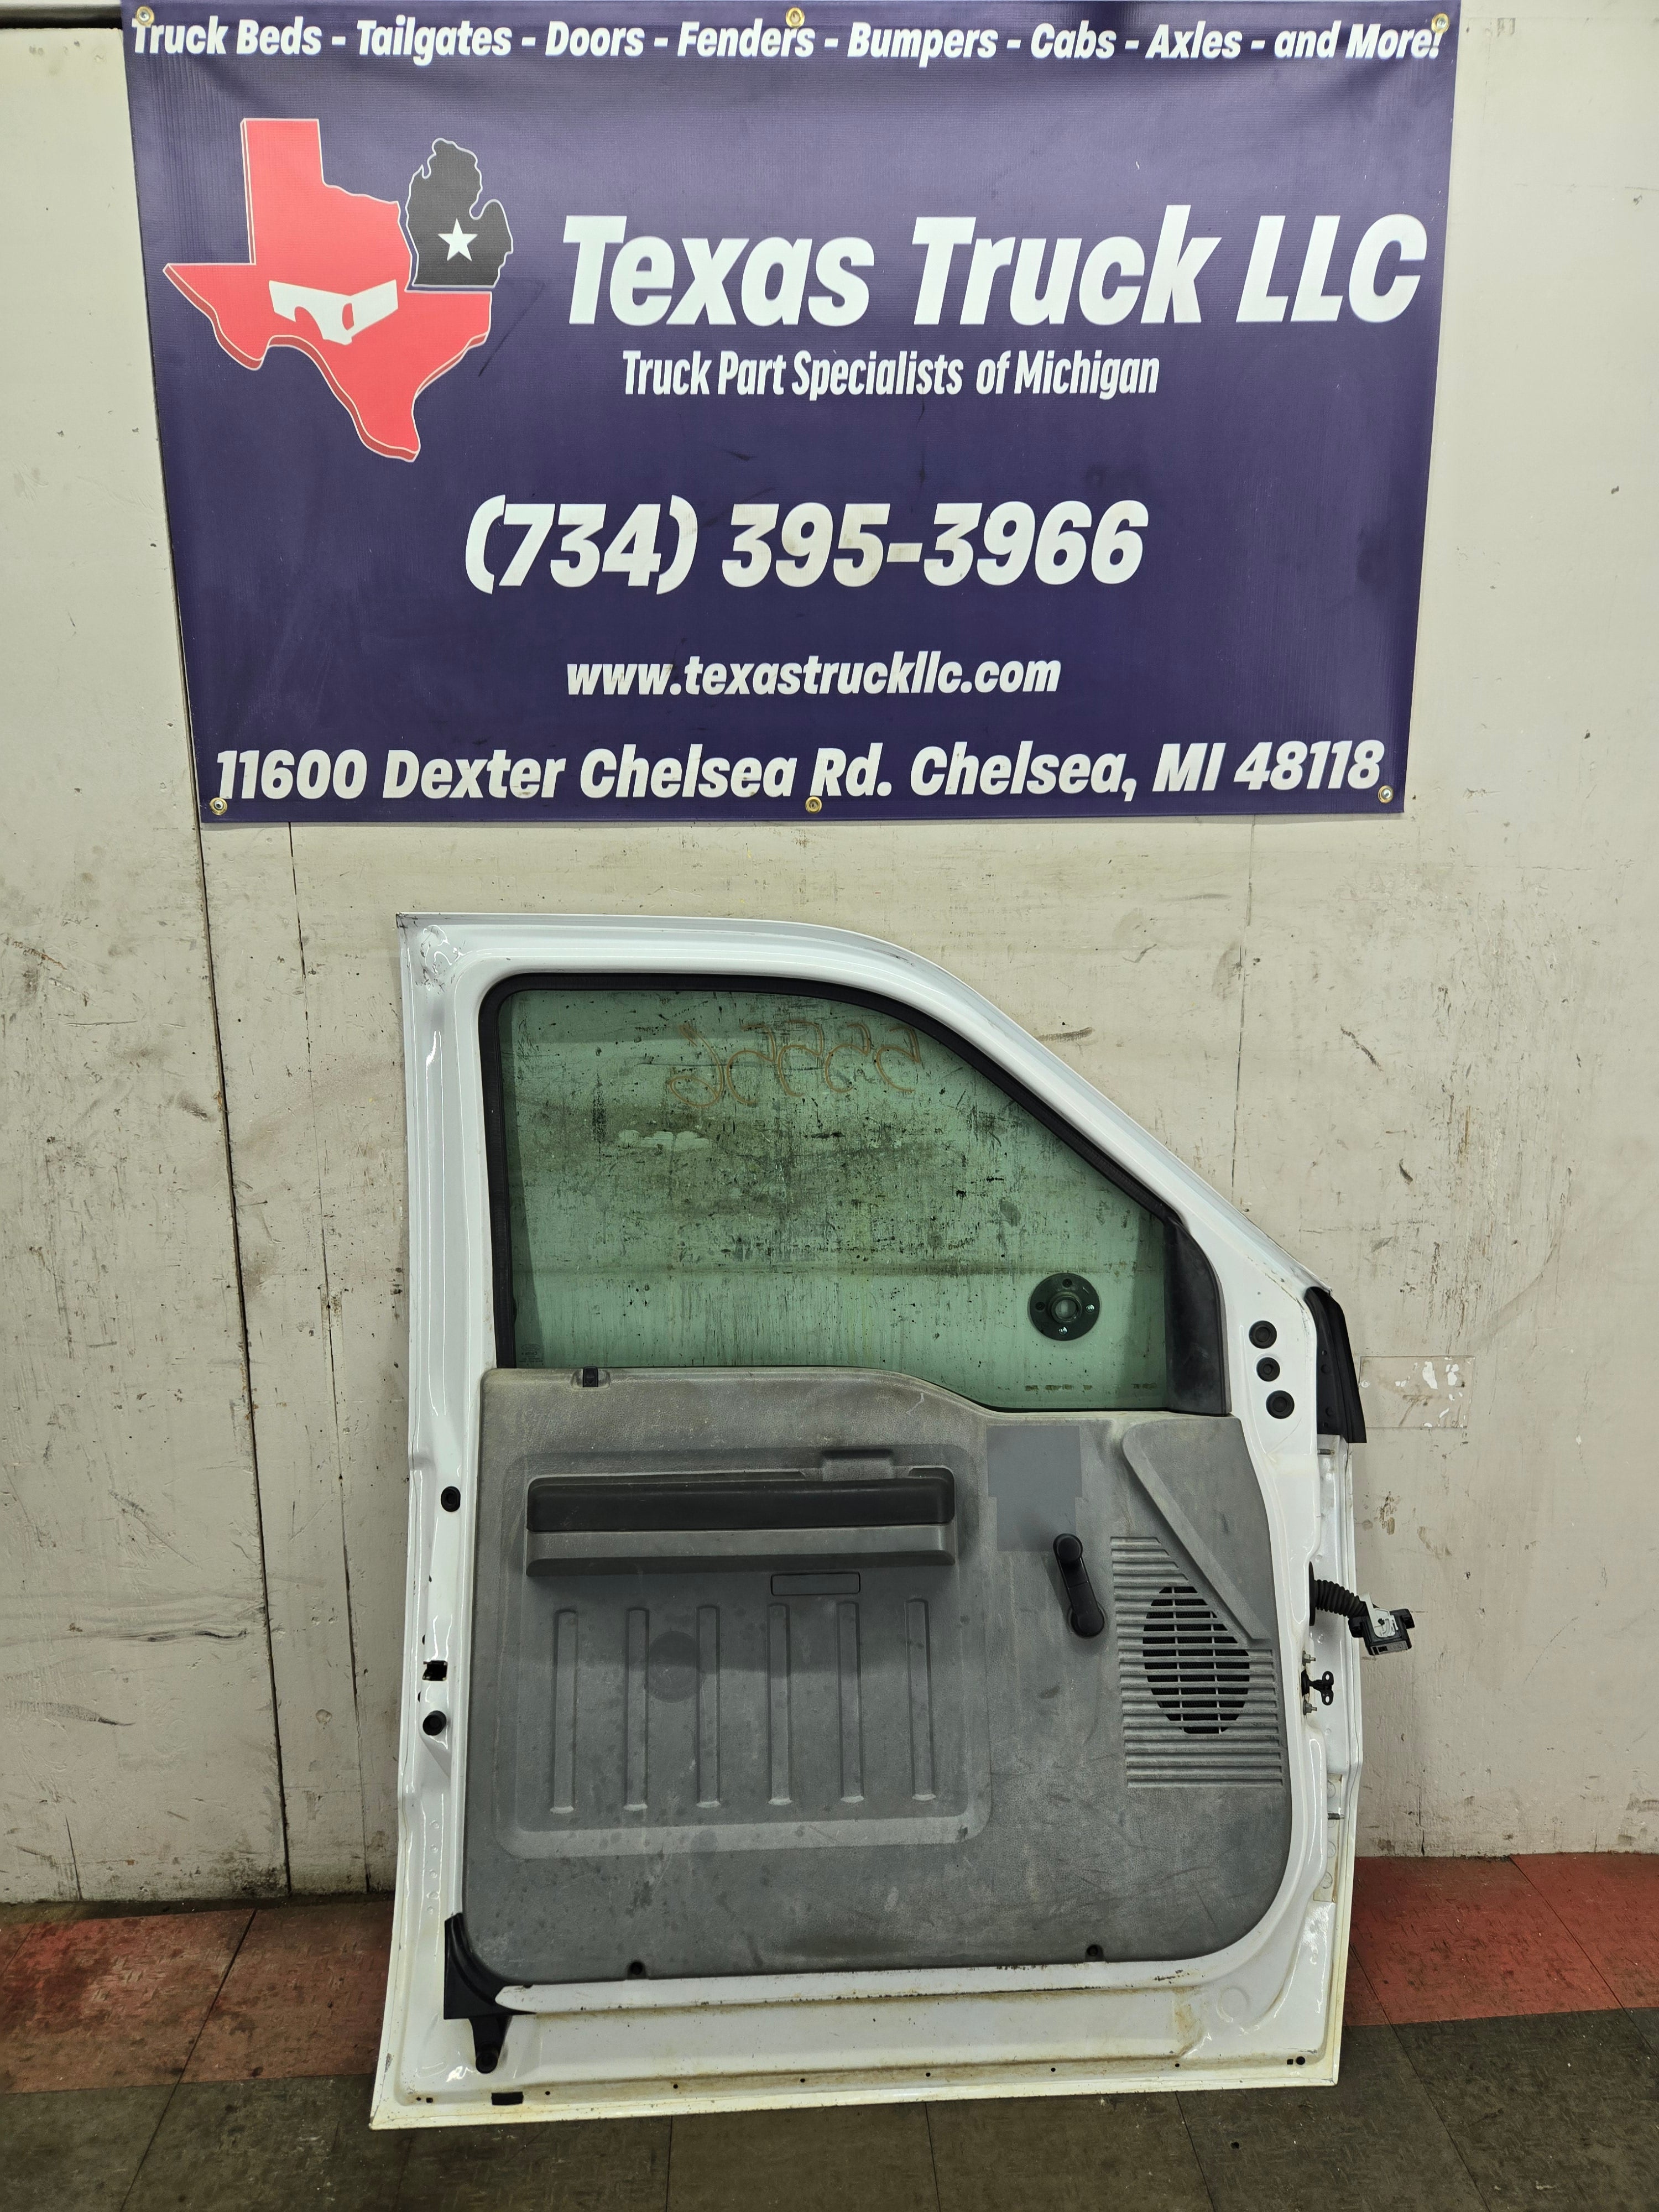 Truck Beds - Tailgates - Doors - Fenders - Bumpers - Cabs - Axles - and More!
Texas Truck LLC
Truck Part Specialists of Michigan
(734) 395-3966
www.texastruckllc.com
11600 Dexter Chelsea Rd. Chelsea, MI 48118